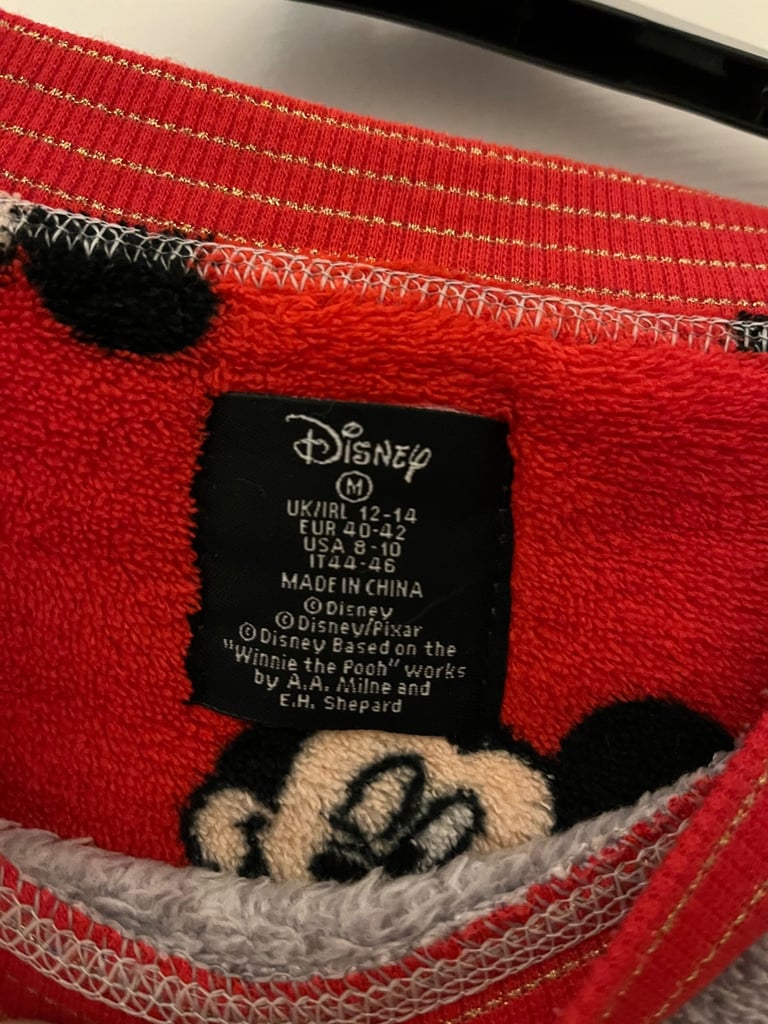 Disney
M
UK/IRL 12-14
EUR 40-42
USA 8-10
IT44-46
MADE IN CHINA
©Disney
©Disney/Pixar
©Disney Based on the
"Winnie the Pooh" works
by A.A. Milne and
E.H. Shepard